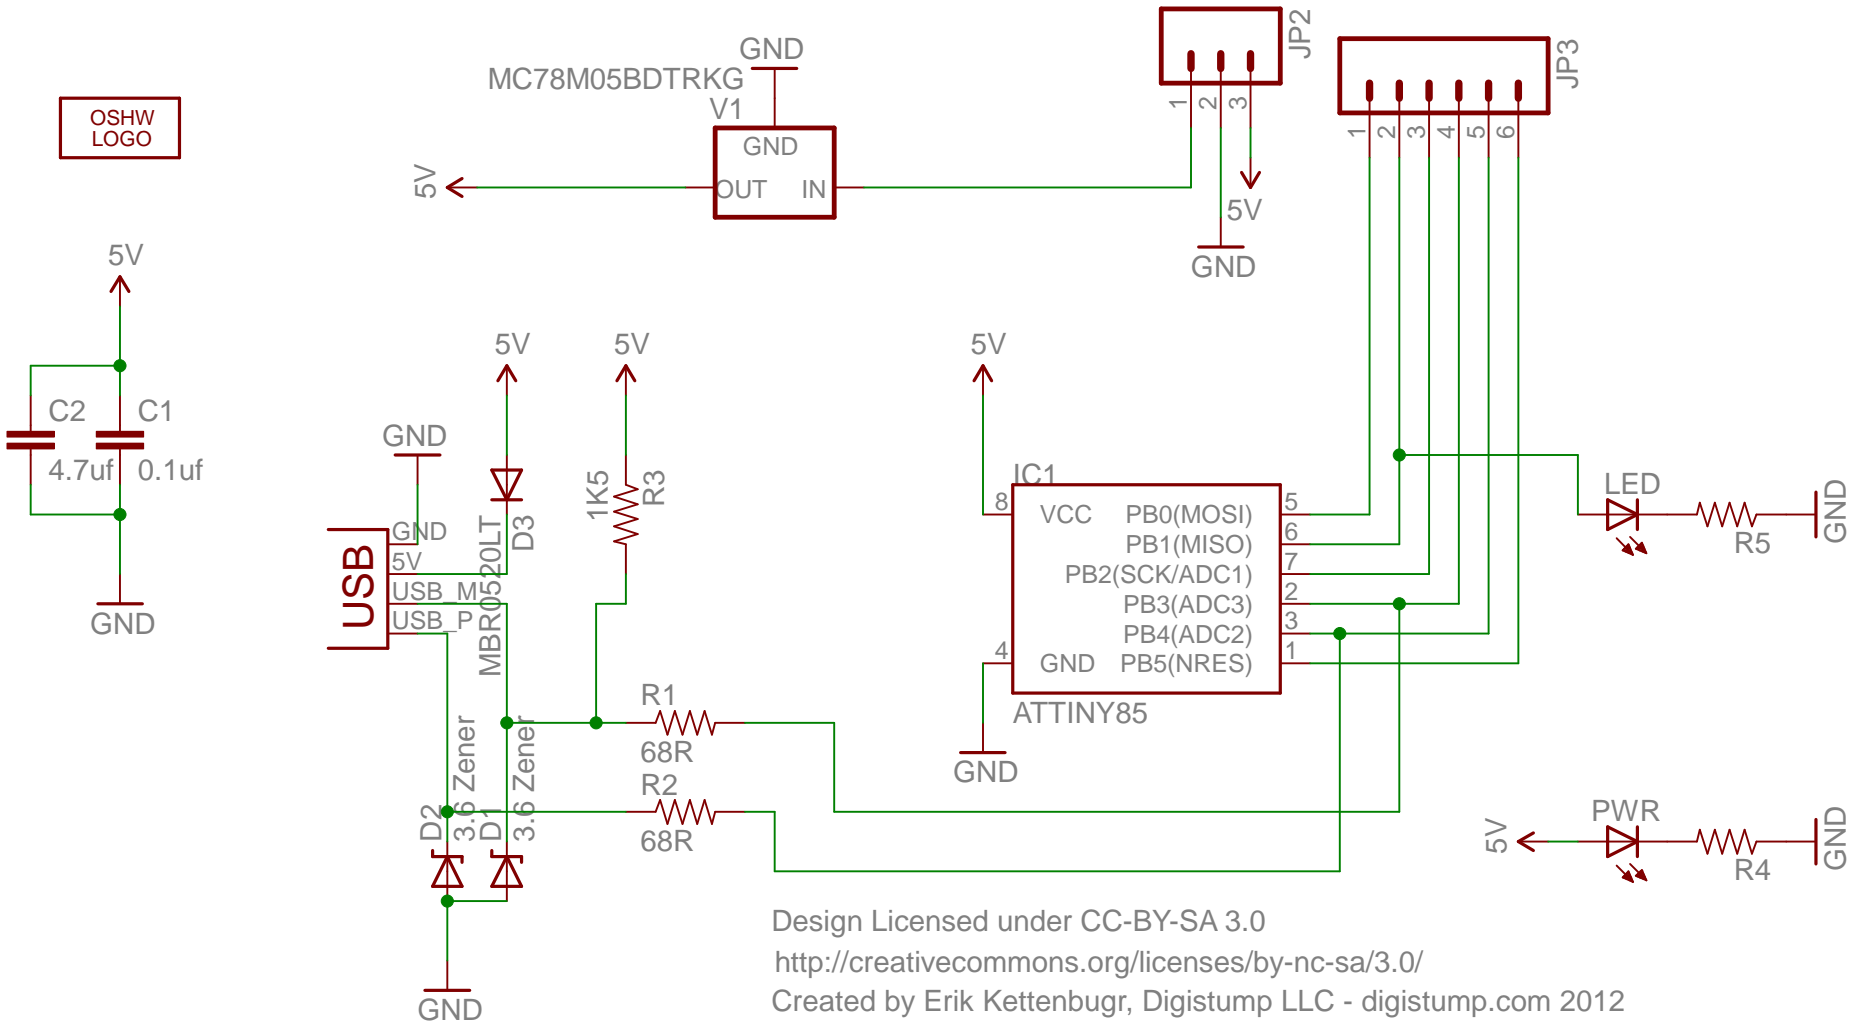 OSHW
LOGO
GND
MC78M05BDTRKG
V1
GND
OUT IN
5V
JP2
1 2 3
5V
GND
JP3
1 2 3 4 5 6
5V
C2
4.7uf
C1
0.1uf
GND
5V
5V
GND
D3
MBR0520LT
1K5
R3
USB
GND
5V
USB_M
USB_P
R1
68R
R2
68R
D2
3.6 Zener
D1
3.6 Zener
GND
5V
IC1
8 VCC PB0(MOSI) 5
PB1(MISO) 6
PB2(SCK/ADC1) 7
PB3(ADC3) 2
PB4(ADC2) 3
4 GND PB5(NRES) 1
ATTINY85
GND
LED
R5
GND
5V
PWR
R4
GND
Design Licensed under CC-BY-SA 3.0
http://creativecommons.org/licenses/by-nc-sa/3.0/
Created by Erik Kettenbugr, Digistump LLC - digistump.com 2012